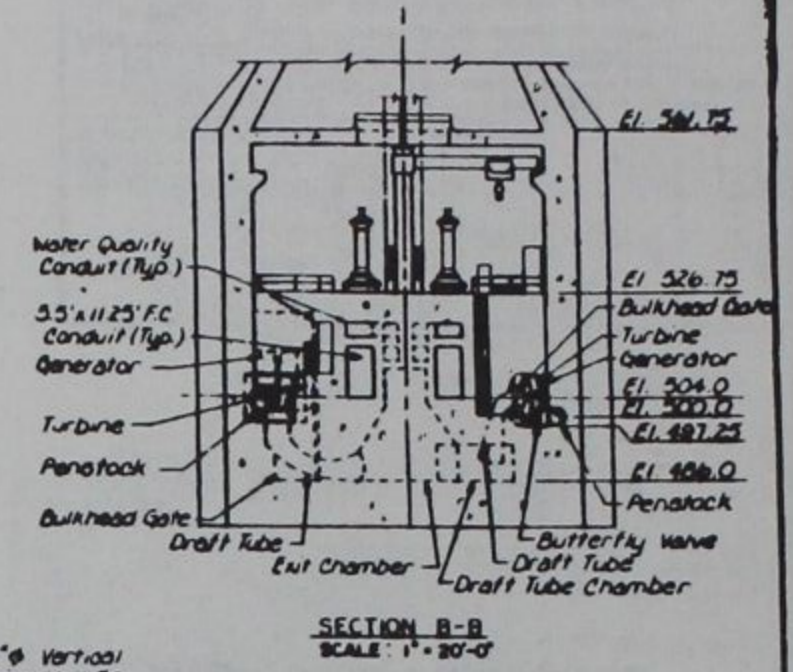 El. 561.75
Water Quality
Conduit (Typ.)
5.5' x 11.25' F.C.
Conduit (Typ.)
Generator
Turbine
Penstock
Bulkhead Gate
Draft Tube
Exit Chamber
El. 526.75
Bulkhead Gate
Turbine
Generator
El. 504.0
El. 500.0
El. 497.25
El. 486.0
Penstock
Butterfly Valve
Draft Tube
Draft Tube Chamber
SECTION B-B
SCALE: 1" = 20'-0"
"Ø Vertical